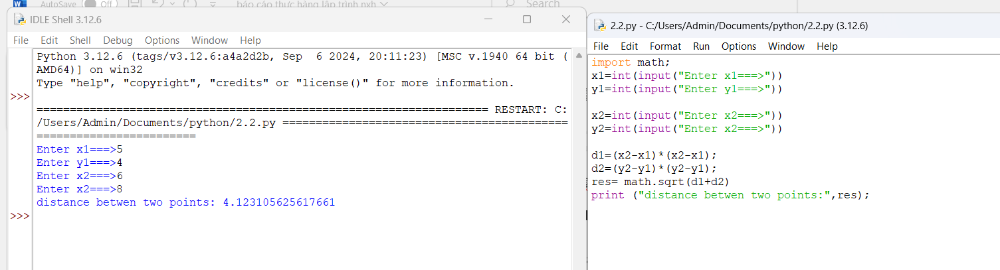 AutoSave Off báo cáo thực hàng lập trình nxh Search
IDLE Shell 3.12.6
File Edit Shell Debug Options Window Help
Python 3.12.6 (tags/v3.12.6:a4a2d2b, Sep  6 2024, 20:11:23) [MSC v.1940 64 bit (
AMD64)] on win32
Type "help", "copyright", "credits" or "license()" for more information.
>>>
==================================================================== RESTART: C:
/Users/Admin/Documents/python/2.2.py ===========================================
========================
Enter x1===>5
Enter y1===>4
Enter x2===>6
Enter x2===>8
distance betwen two points: 4.123105625617661
>>>
2.2.py - C:/Users/Admin/Documents/python/2.2.py (3.12.6)
File Edit Format Run Options Window Help
import math;
x1=int(input("Enter x1===>"))
y1=int(input("Enter y1===>"))
x2=int(input("Enter x2===>"))
y2=int(input("Enter x2===>"))
d1=(x2-x1)*(x2-x1);
d2=(y2-y1)*(y2-y1);
res= math.sqrt(d1+d2)
print ("distance betwen two points:",res);